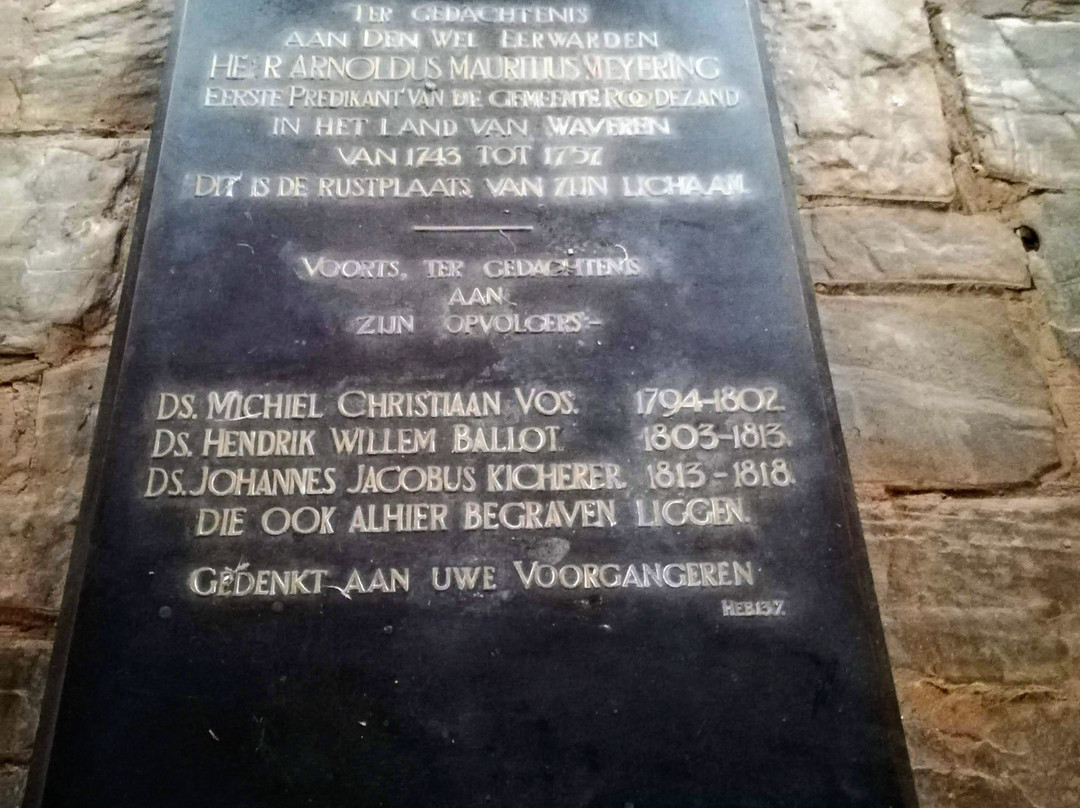 TER GEDACHTENIS
AAN DEN WEL EERWARDEN
HEER ARNOLDUS MAURITIUS MEYERING
EERSTE PREDIKANT VAN DE GEMEENTE ROODEZAND
IN HET LAND VAN WAVEREN
VAN 1743 TOT 1757.
DIT IS DE RUSTPLAATS VAN ZIJN LICHAAM.
VOORTS, TER GEDACHTENIS
AAN
ZIJN OPVOLGERS:-
DS. MICHIEL CHRISTIAAN VOS. 1794-1802.
DS. HENDRIK WILLEM BALLOT. 1803-1813.
DS. JOHANNES JACOBUS KICHERER. 1813-1818.
DIE OOK ALHIER BEGRAVEN LIGGEN.
GEDENKT AAN UWE VOORGANGEREN
HEB.13.7.